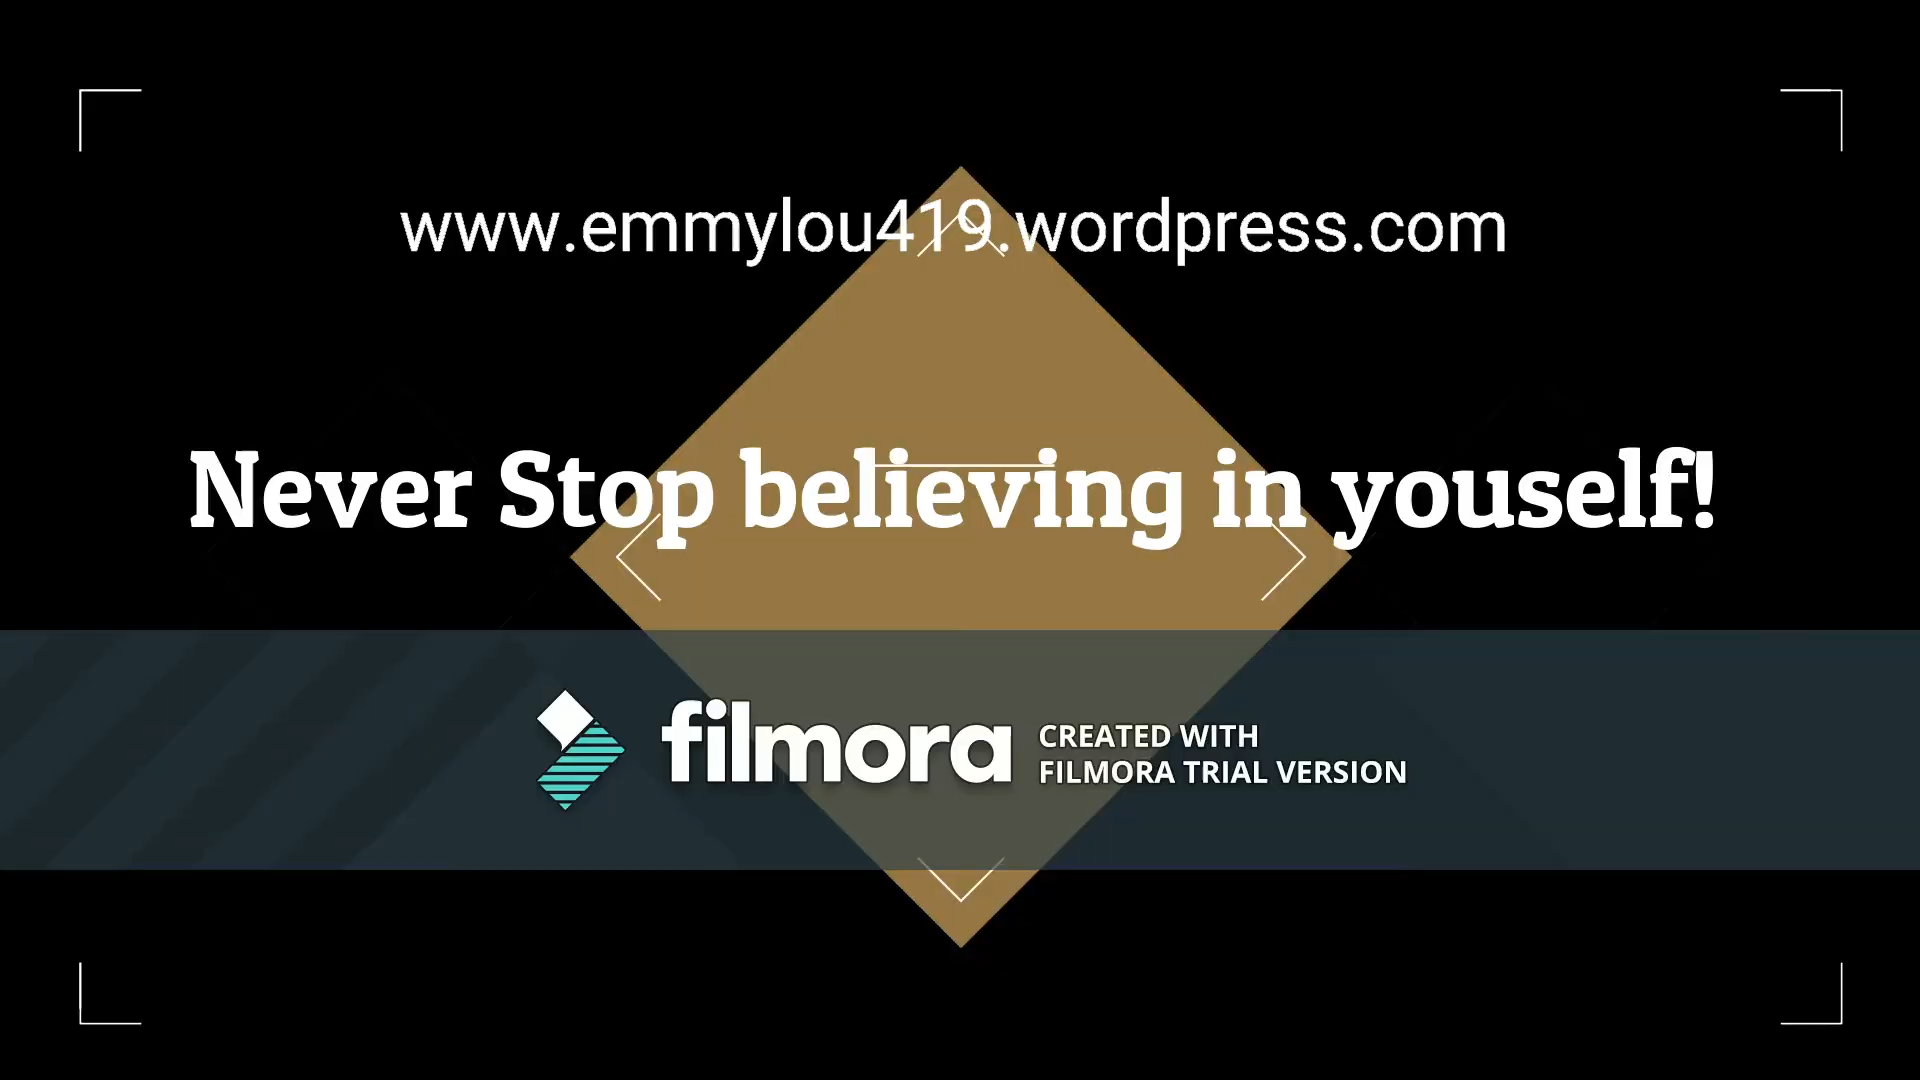 www.emmylou419.wordpress.com
Never Stop believing in youself!
filmora
CREATED WITH
FILMORA TRIAL VERSION